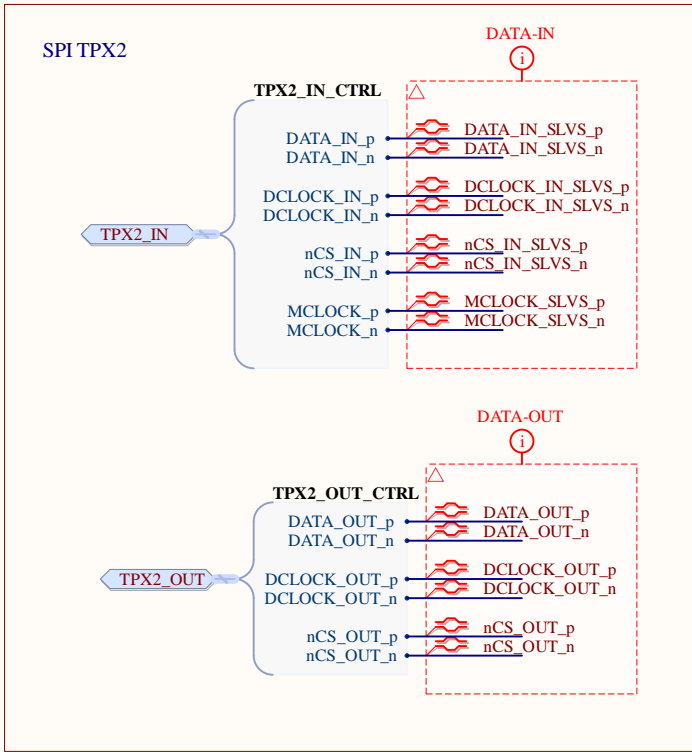 DATA-IN
SPI TPX2
i
TPX2_IN_CTRL
DATA_IN_p DATA_IN_SLVS_p
DATA_IN_n DATA_IN_SLVS_n
DCLOCK_IN_p DCLOCK_IN_SLVS_p
DCLOCK_IN_n DCLOCK_IN_SLVS_n
TPX2_IN
nCS_IN_p nCS_IN_SLVS_p
nCS_IN_n nCS_IN_SLVS_n
MCLOCK_p MCLOCK_SLVS_p
MCLOCK_n MCLOCK_SLVS_n
DATA-OUT
i
TPX2_OUT_CTRL
DATA_OUT_p DATA_OUT_p
DATA_OUT_n DATA_OUT_n
TPX2_OUT
DCLOCK_OUT_p DCLOCK_OUT_p
DCLOCK_OUT_n DCLOCK_OUT_n
nCS_OUT_p nCS_OUT_p
nCS_OUT_n nCS_OUT_n